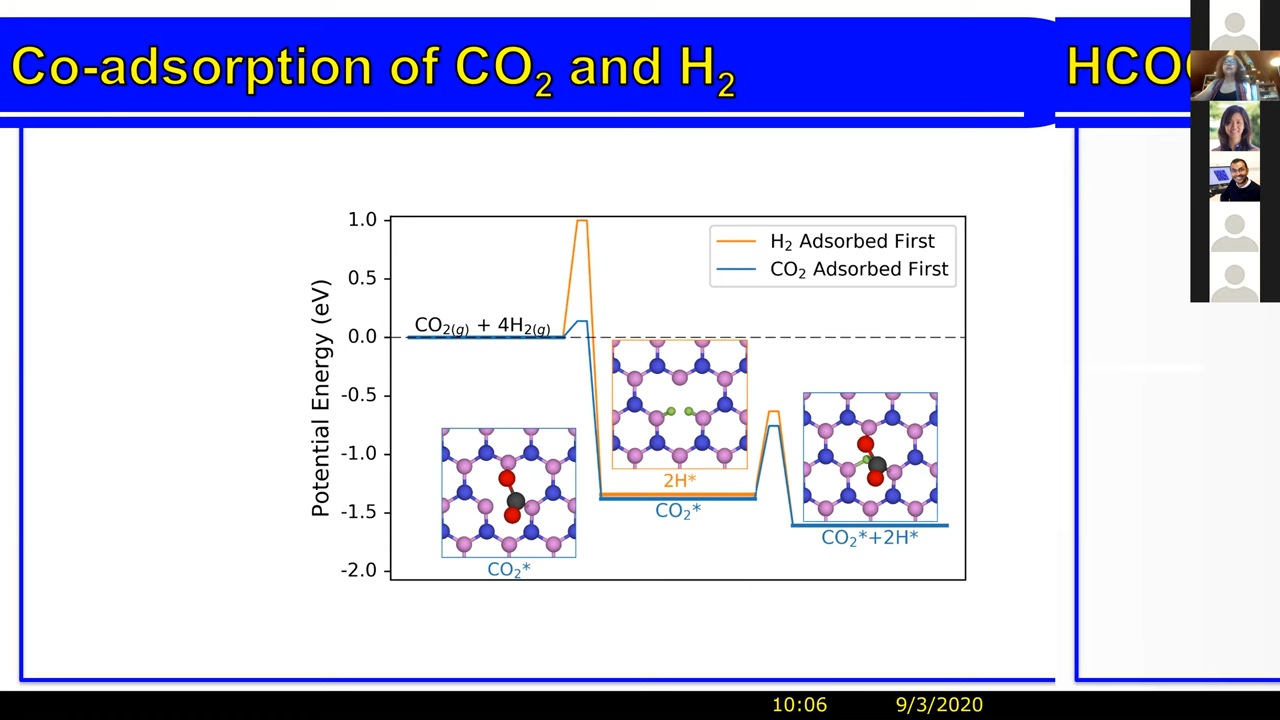 Co-adsorption of CO₂ and H₂
HCO
Potential Energy (eV)
1.0
0.5
0.0
-0.5
-1.0
-1.5
-2.0
H₂ Adsorbed First
CO₂ Adsorbed First
CO₂₍g₎ + 4H₂₍g₎
2H*
CO₂*
CO₂*+2H*
CO₂*
10:06 9/3/2020